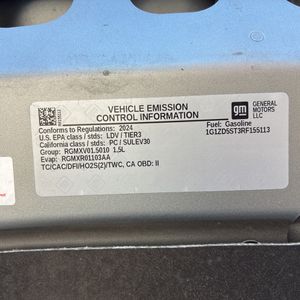 VEHICLE EMISSION
CONTROL INFORMATION
gm
GENERAL
MOTORS
LLC
Conforms to Regulations: 2024
Fuel: Gasoline
U.S. EPA class / stds: LDV / TIER3
1G1ZD5ST3RF155113
California class / stds: PC / SULEV30
Group: RGMXV01.5010 1.5L
Evap: RGMXR01103AA
TC/CAC/DFI/HO2S(2)/TWC, CA OBD: II